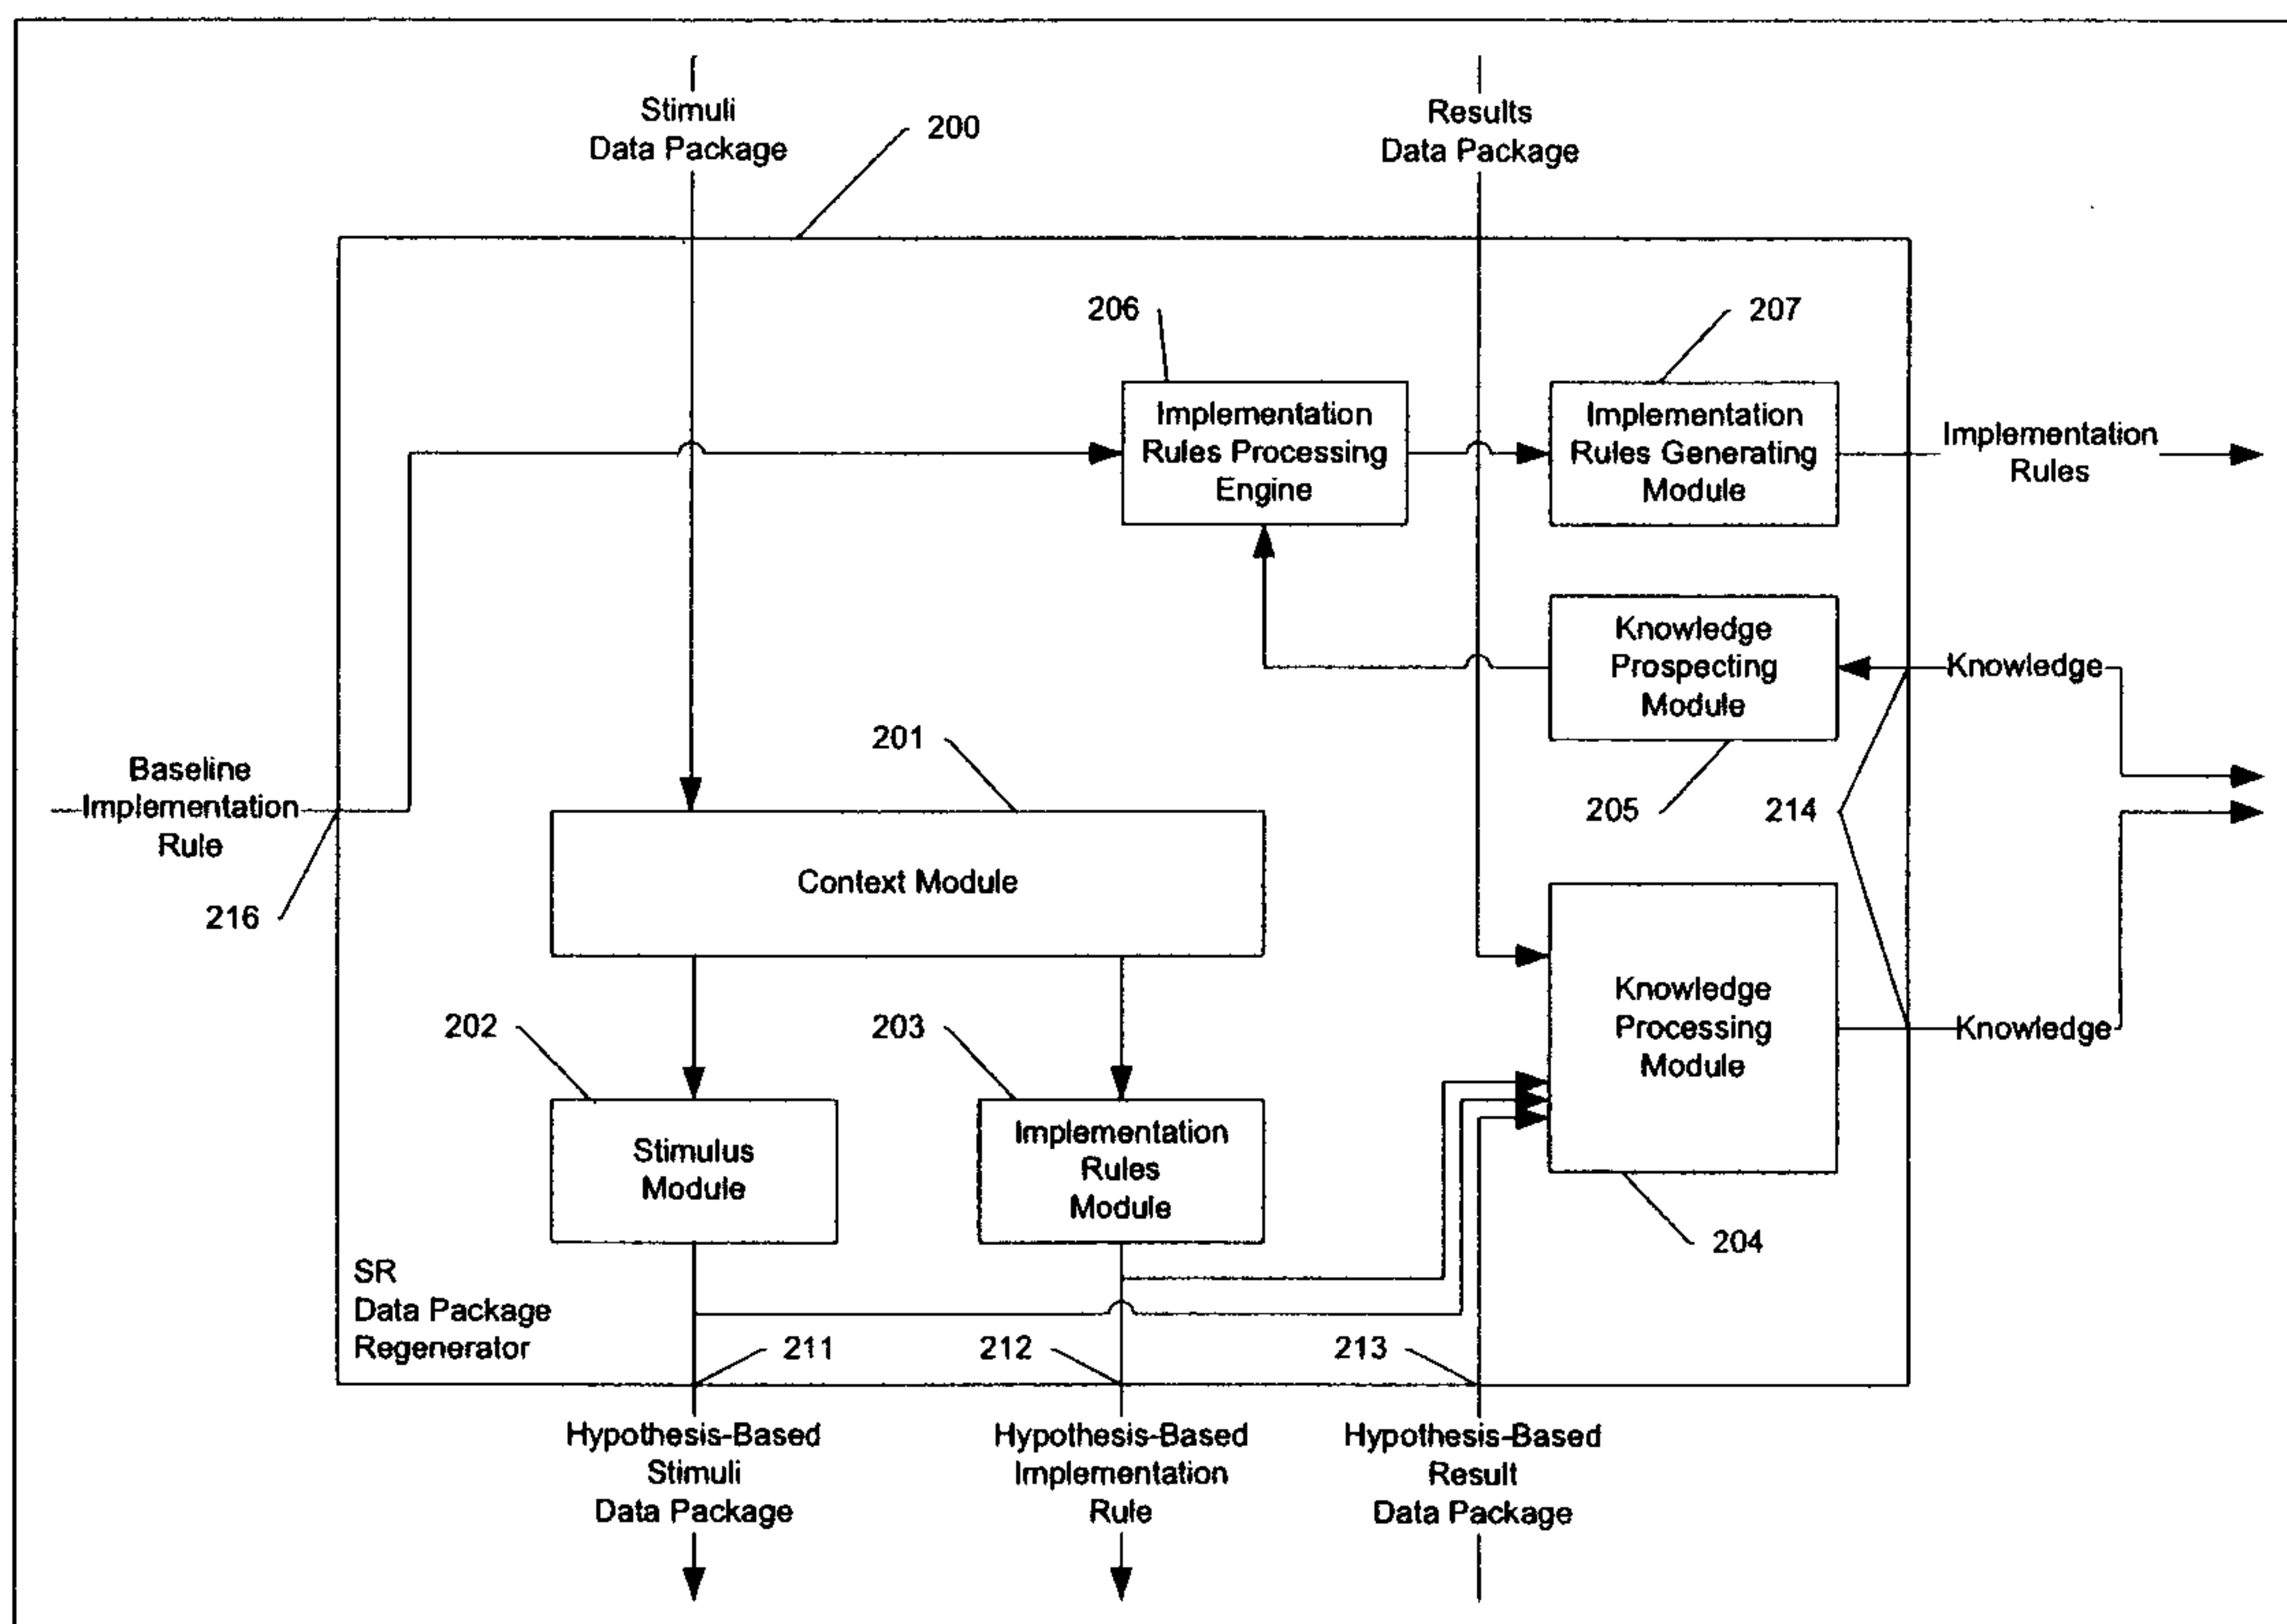 Stimuli
Data Package
200
Results
Data Package
206
207
Implementation
Rules Processing
Engine
Implementation
Rules Generating
Module
Implementation
Rules
Knowledge
Prospecting
Module
Knowledge
201
205
214
Baseline
Implementation
Rule
216
Context Module
Knowledge
Processing
Module
Knowledge
202
203
Stimulus
Module
Implementation
Rules
Module
204
SR
Data Package
Regenerator
211
212
213
Hypothesis-Based
Stimuli
Data Package
Hypothesis-Based
Implementation
Rule
Hypothesis-Based
Result
Data Package